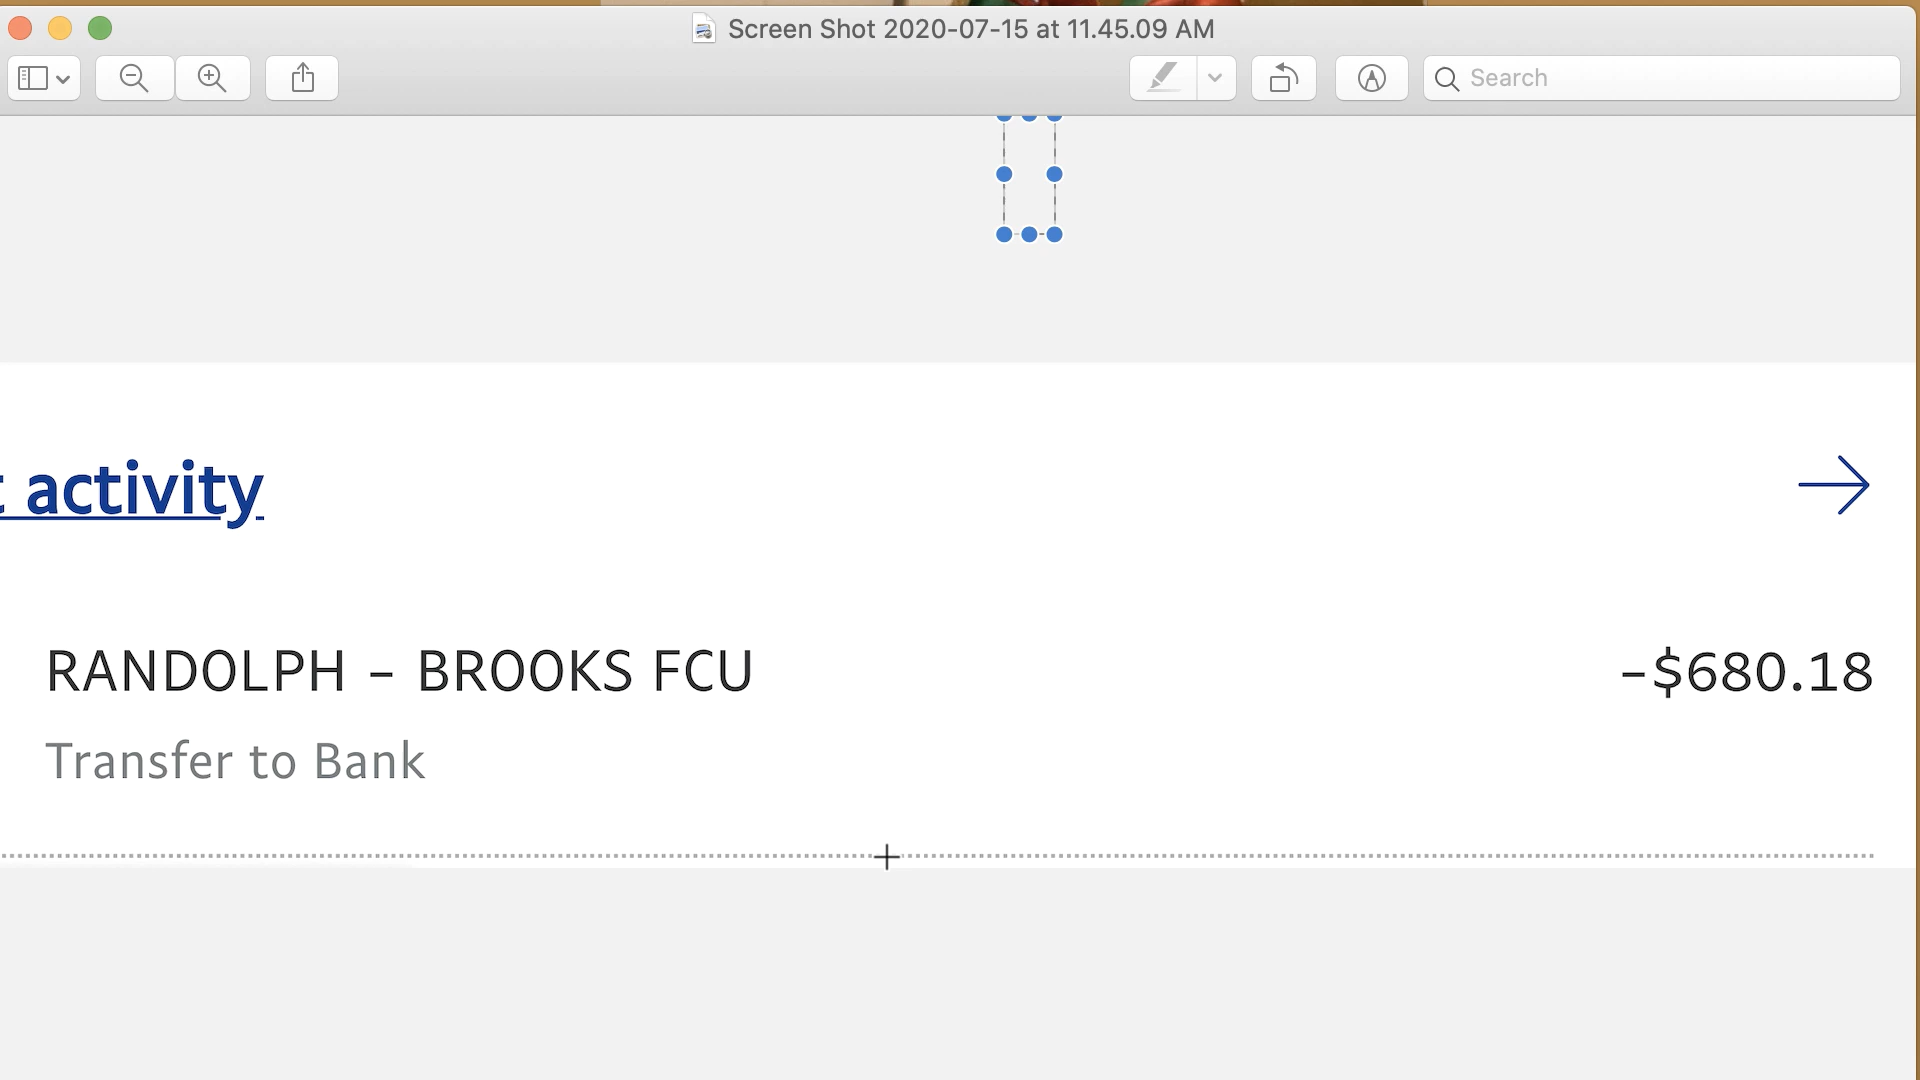 Screen Shot 2020-07-15 at 11.45.09 AM
Search
activity
RANDOLPH - BROOKS FCU
-$680.18
Transfer to Bank